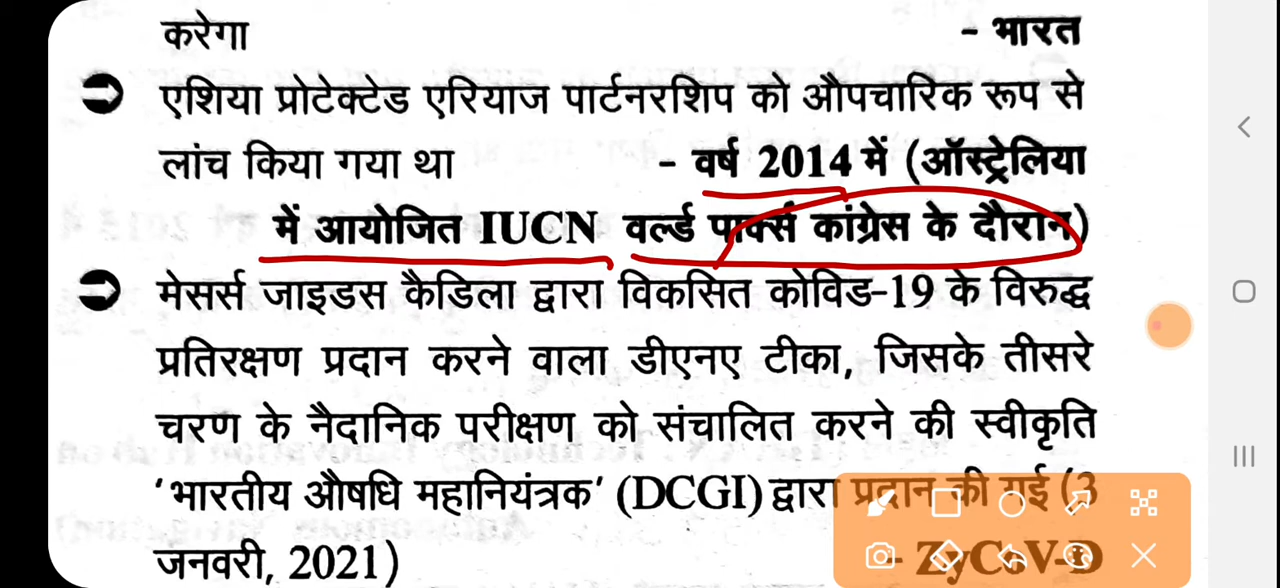 करेगा - भारत
एशिया प्रोटेक्टेड एरियाज पार्टनरशिप को औपचारिक रूप से
लांच किया गया था - वर्ष 2014 में (ऑस्ट्रेलिया
में आयोजित IUCN वर्ल्ड पार्क्स कांग्रेस के दौरान)
मेसर्स जाइडस कैडिला द्वारा विकसित कोविड-19 के विरुद्ध
प्रतिरक्षण प्रदान करने वाला डीएनए टीका, जिसके तीसरे
चरण के नैदानिक परीक्षण को संचालित करने की स्वीकृति
'भारतीय औषधि महानियंत्रक' (DCGI) द्वारा प्रदान की गई (3
जनवरी, 2021) - ZyCoV-D